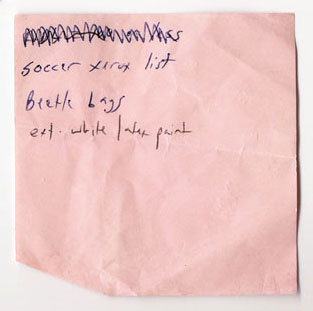 soccer xerox list
Beetle bags
ext. white latex paint